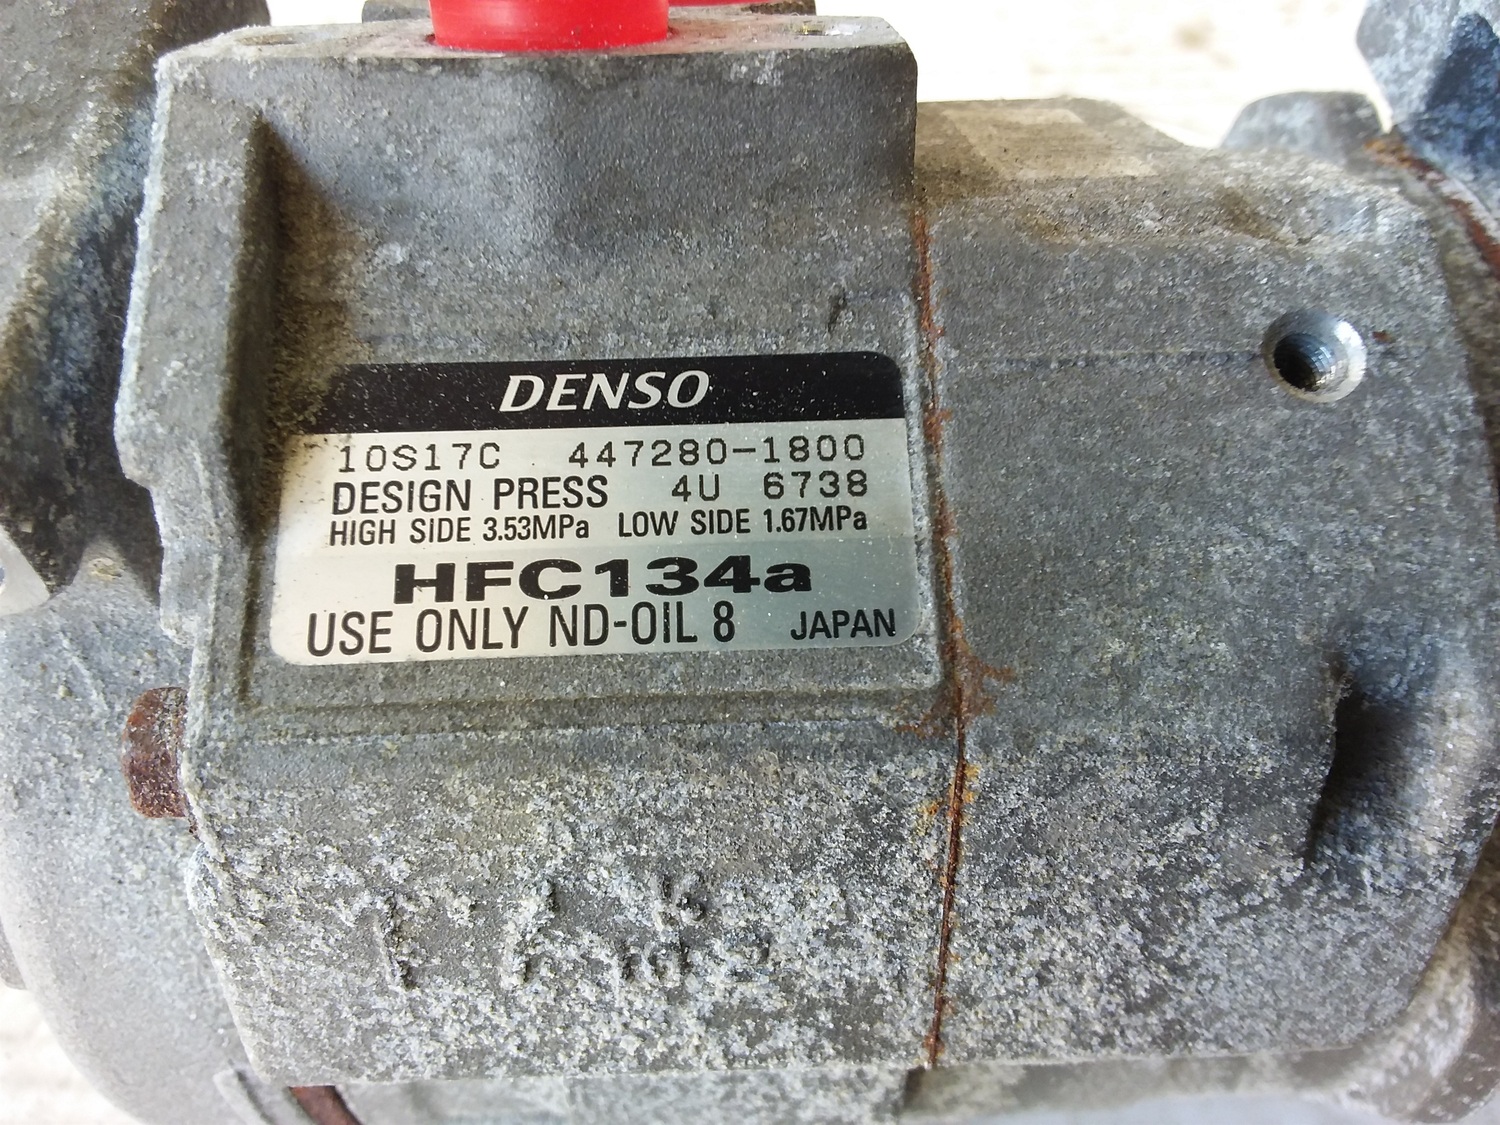 DENSO
10S17C 447280-1800
DESIGN PRESS 4U 6738
HIGH SIDE 3.53MPa LOW SIDE 1.67MPa
HFC134a
USE ONLY ND-OIL 8 JAPAN